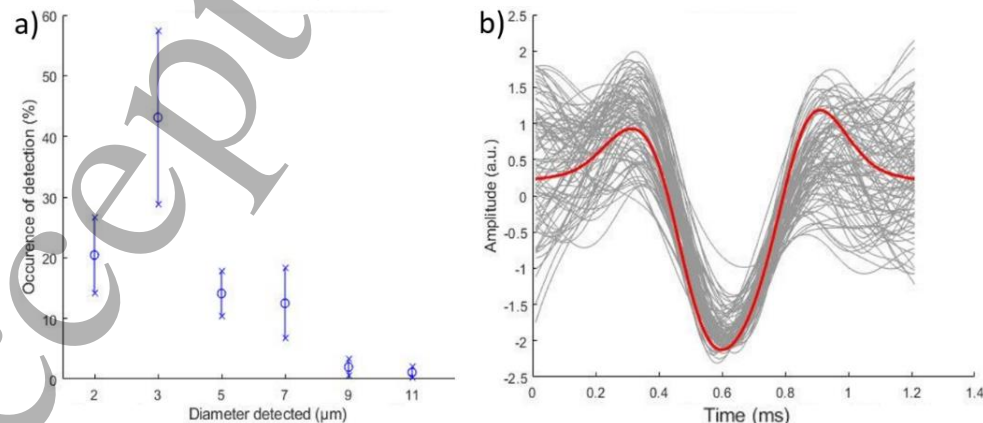 a)
Occurence of detection (%)
60
50
40
30
20
10
0
2 3 5 7 9 11
Diameter detected (μm)
b)
Amplitude (a.u.)
2.5
2
1.5
1
0.5
0
-0.5
-1
-1.5
-2
-2.5
0 0.2 0.4 0.6 0.8 1 1.2 1.4
Time (ms)
ccept